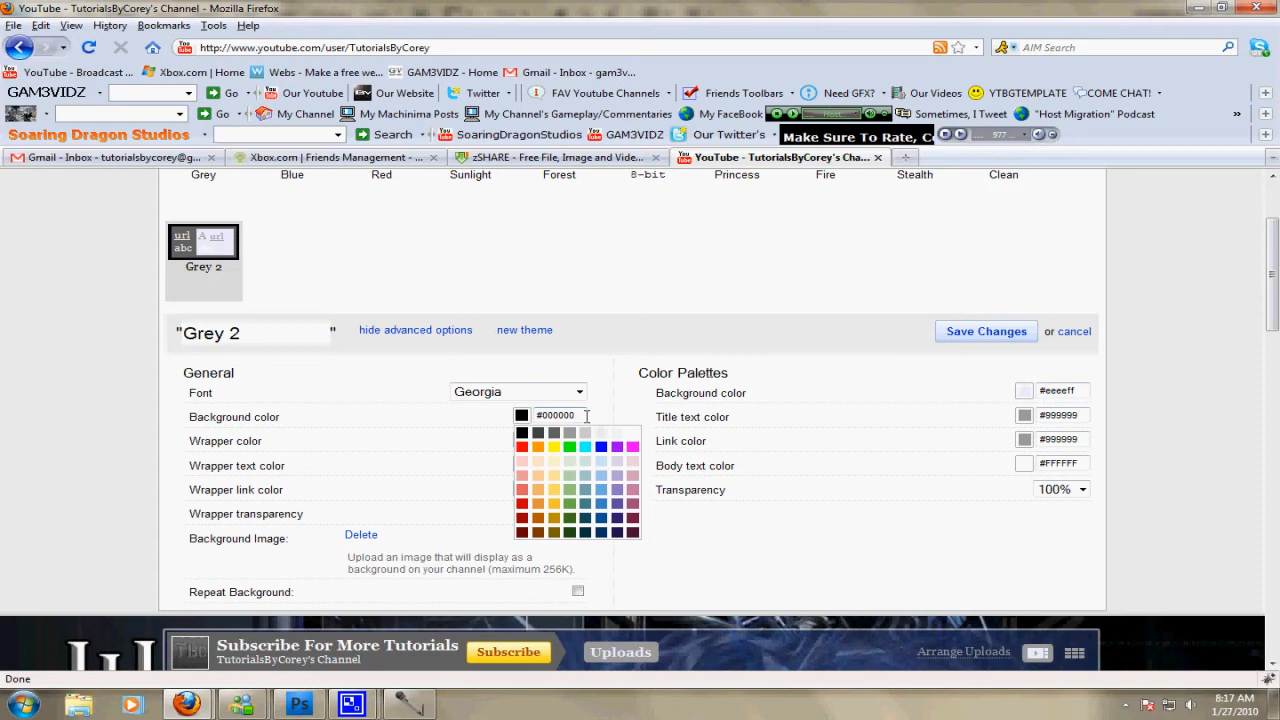 YouTube - TutorialsByCorey's Channel - Mozilla Firefox
File Edit View History Bookmarks Tools Help
http://www.youtube.com/user/TutorialsByCorey AIM Search
YouTube - Broadcast ... Xbox.com | Home Webs - Make a free we... GAM3VIDZ - Home Gmail - Inbox - gam3v...
GAM3VIDZ Go Our Youtube Our Website Twitter FAV Youtube Channels Friends Toolbars Need GFX? Our Videos YTBGTEMPLATE COME CHAT!
Go My Channel My Machinima Posts My Channel's Gameplay/Commentaries My FaceBook Host Sometimes, I Tweet "Host Migration" Podcast »
Soaring Dragon Studios Search SoaringDragonStudios GAM3VIDZ Our Twitter's Make Sure To Rate, C 977 ...
Gmail - Inbox - tutorialsbycorey@g... Xbox.com | Friends Management - ... zSHARE - Free File, Image and Vide... YouTube - TutorialsByCorey's Cha...
Grey Blue Red Sunlight Forest 8-bit Princess Fire Stealth Clean
url A url
abc
Grey 2
"Grey 2 " hide advanced options new theme Save Changes or cancel
General Color Palettes
Font Georgia Background color #eeeeff
Background color #000000 Title text color #999999
Wrapper color Link color #999999
Wrapper text color Body text color #FFFFFF
Wrapper link color Transparency 100%
Wrapper transparency
Background Image: Delete
Upload an image that will display as a
background on your channel (maximum 256K).
Repeat Background:
TBC Subscribe For More Tutorials Subscribe Uploads Arrange Uploads
TutorialsByCorey's Channel
Done
Ps 8:17 AM
1/27/2010